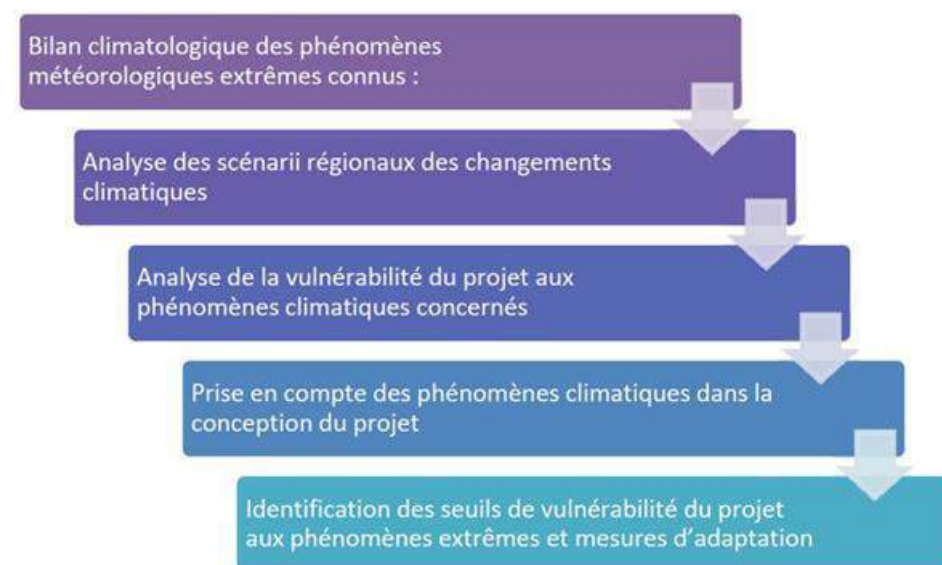 Bilan climatologique des phénomènes
météorologiques extrêmes connus :
Analyse des scénarii régionaux des changements
climatiques
Analyse de la vulnérabilité du projet aux
phénomènes climatiques concernés
Prise en compte des phénomènes climatiques dans la
conception du projet
Identification des seuils de vulnérabilité du projet
aux phénomènes extrêmes et mesures d’adaptation